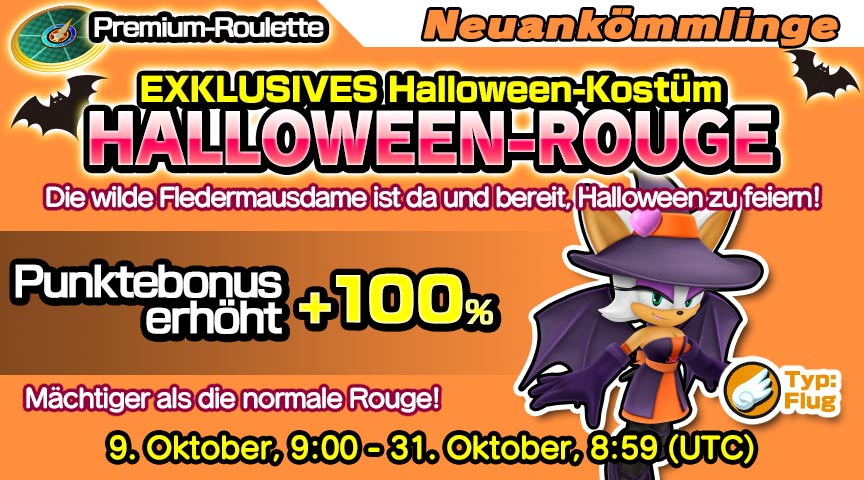 Premium-Roulette
Neuankömmlinge
EXKLUSIVES Halloween-Kostüm
HALLOWEEN-ROUGE
Die wilde Fledermausdame ist da und bereit, Halloween zu feiern!
Punktebonus
erhöht +100%
Mächtiger als die normale Rouge!
Typ:
Flug
9. Oktober, 9:00 - 31. Oktober, 8:59 (UTC)